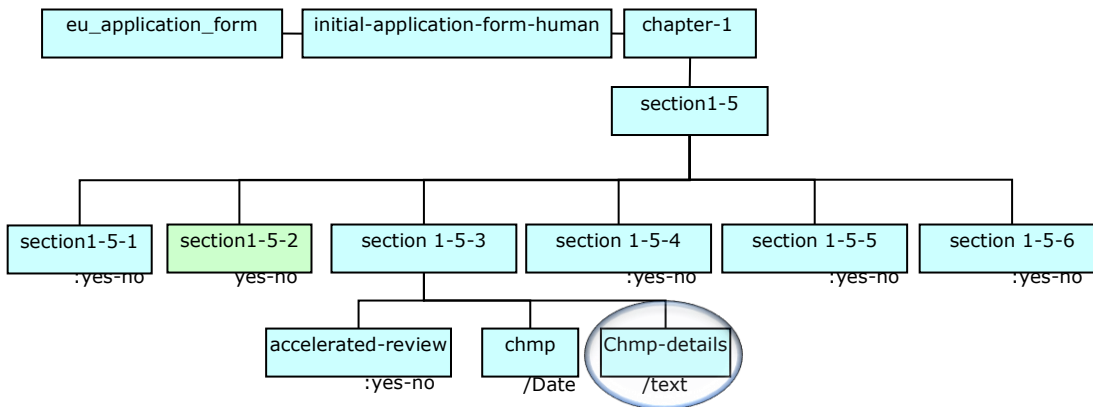 eu_application_form
initial-application-form-human
chapter-1
section1-5
section1-5-1
section1-5-2
section 1-5-3
section 1-5-4
section 1-5-5
section 1-5-6
:yes-no
yes-no
:yes-no
:yes-no
:yes-no
accelerated-review
chmp
Chmp-details
:yes-no
/Date
/text